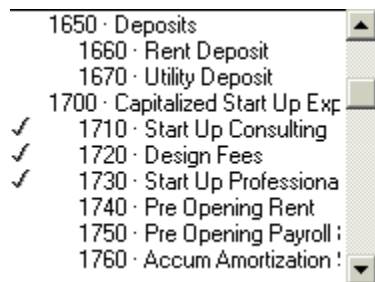 1650 · Deposits
1660 · Rent Deposit
1670 · Utility Deposit
1700 · Capitalized Start Up Exp
1710 · Start Up Consulting
1720 · Design Fees
1730 · Start Up Professiona
1740 · Pre Opening Rent
1750 · Pre Opening Payroll
1760 · Accum Amortization